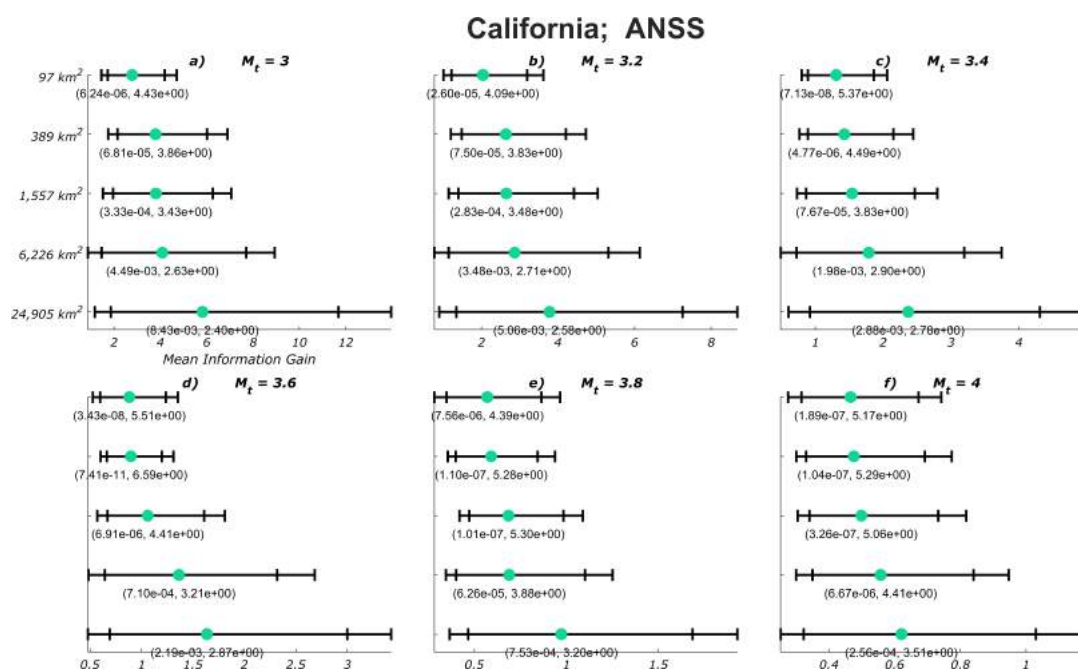 California; ANSS
a) Mt = 3
b) Mt = 3.2
c) Mt = 3.4
97 km2
(6.24e-06, 4.43e+00)
(2.60e-05, 4.09e+00)
(7.13e-08, 5.37e+00)
389 km2
(6.81e-05, 3.86e+00)
(7.50e-05, 3.83e+00)
(4.77e-06, 4.49e+00)
1,557 km2
(3.33e-04, 3.43e+00)
(2.83e-04, 3.48e+00)
(7.67e-05, 3.83e+00)
6,226 km2
(4.49e-03, 2.63e+00)
(3.48e-03, 2.71e+00)
(1.98e-03, 2.90e+00)
24,905 km2
(8.43e-03, 2.40e+00)
(5.06e-03, 2.58e+00)
(2.88e-03, 2.78e+00)
2 4 6 8 10 12
2 4 6 8
1 2 3 4
Mean Information Gain
d) Mt = 3.6
e) Mt = 3.8
f) Mt = 4
(3.43e-08, 5.51e+00)
(7.56e-06, 4.39e+00)
(1.89e-07, 5.17e+00)
(7.41e-11, 6.59e+00)
(1.10e-07, 5.28e+00)
(1.04e-07, 5.29e+00)
(6.91e-06, 4.41e+00)
(1.01e-07, 5.30e+00)
(3.26e-07, 5.06e+00)
(7.10e-04, 3.21e+00)
(6.26e-05, 3.88e+00)
(6.67e-06, 4.41e+00)
(2.19e-03, 2.87e+00)
(7.53e-04, 3.20e+00)
(2.56e-04, 3.51e+00)
0.5 1 1.5 2 2.5 3
0.5 1 1.5
0.4 0.6 0.8 1